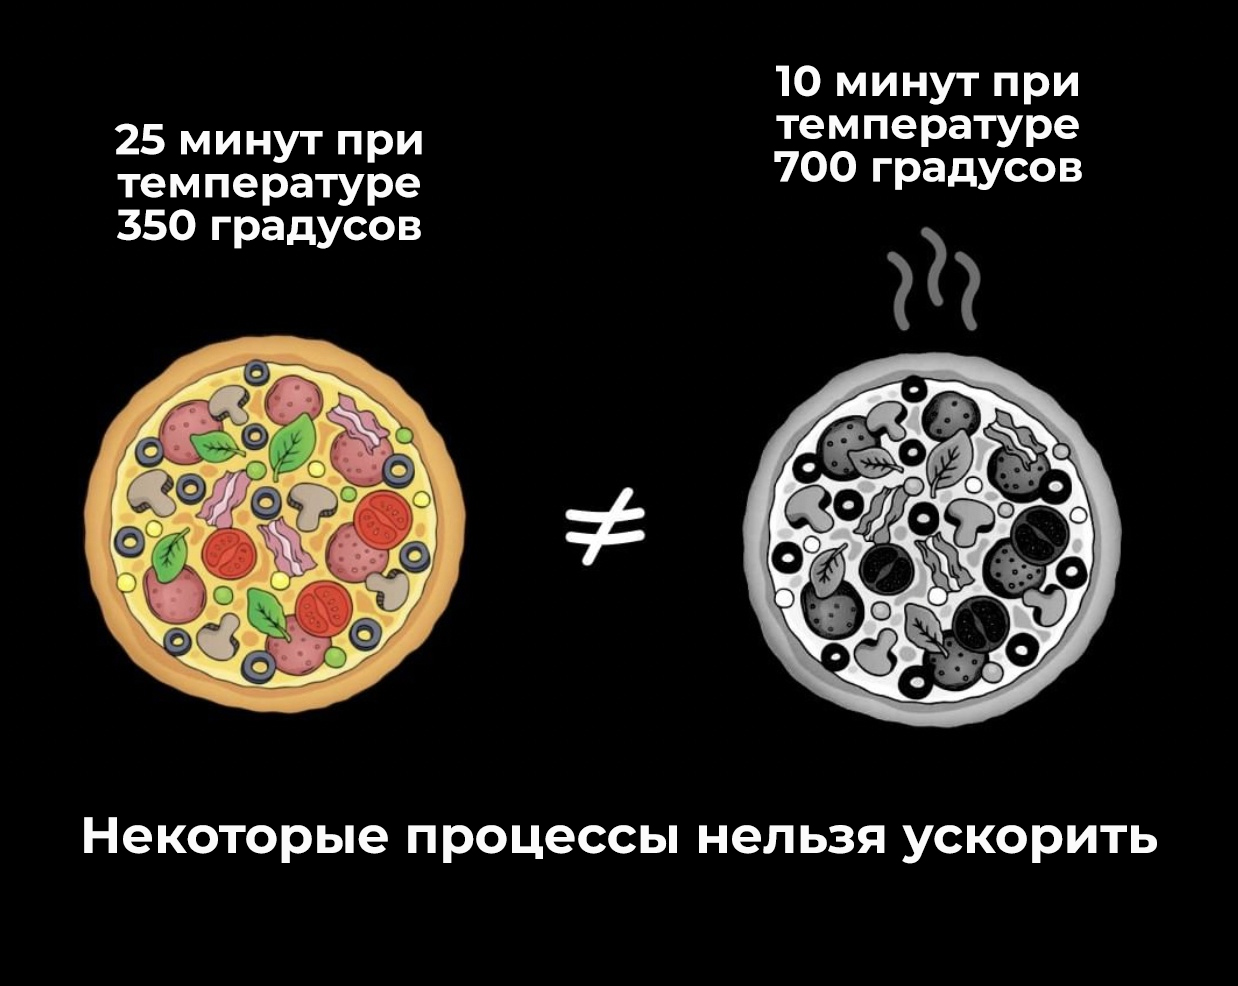 25 минут при
температуре
350 градусов
10 минут при
температуре
700 градусов
≠
Некоторые процессы нельзя ускорить